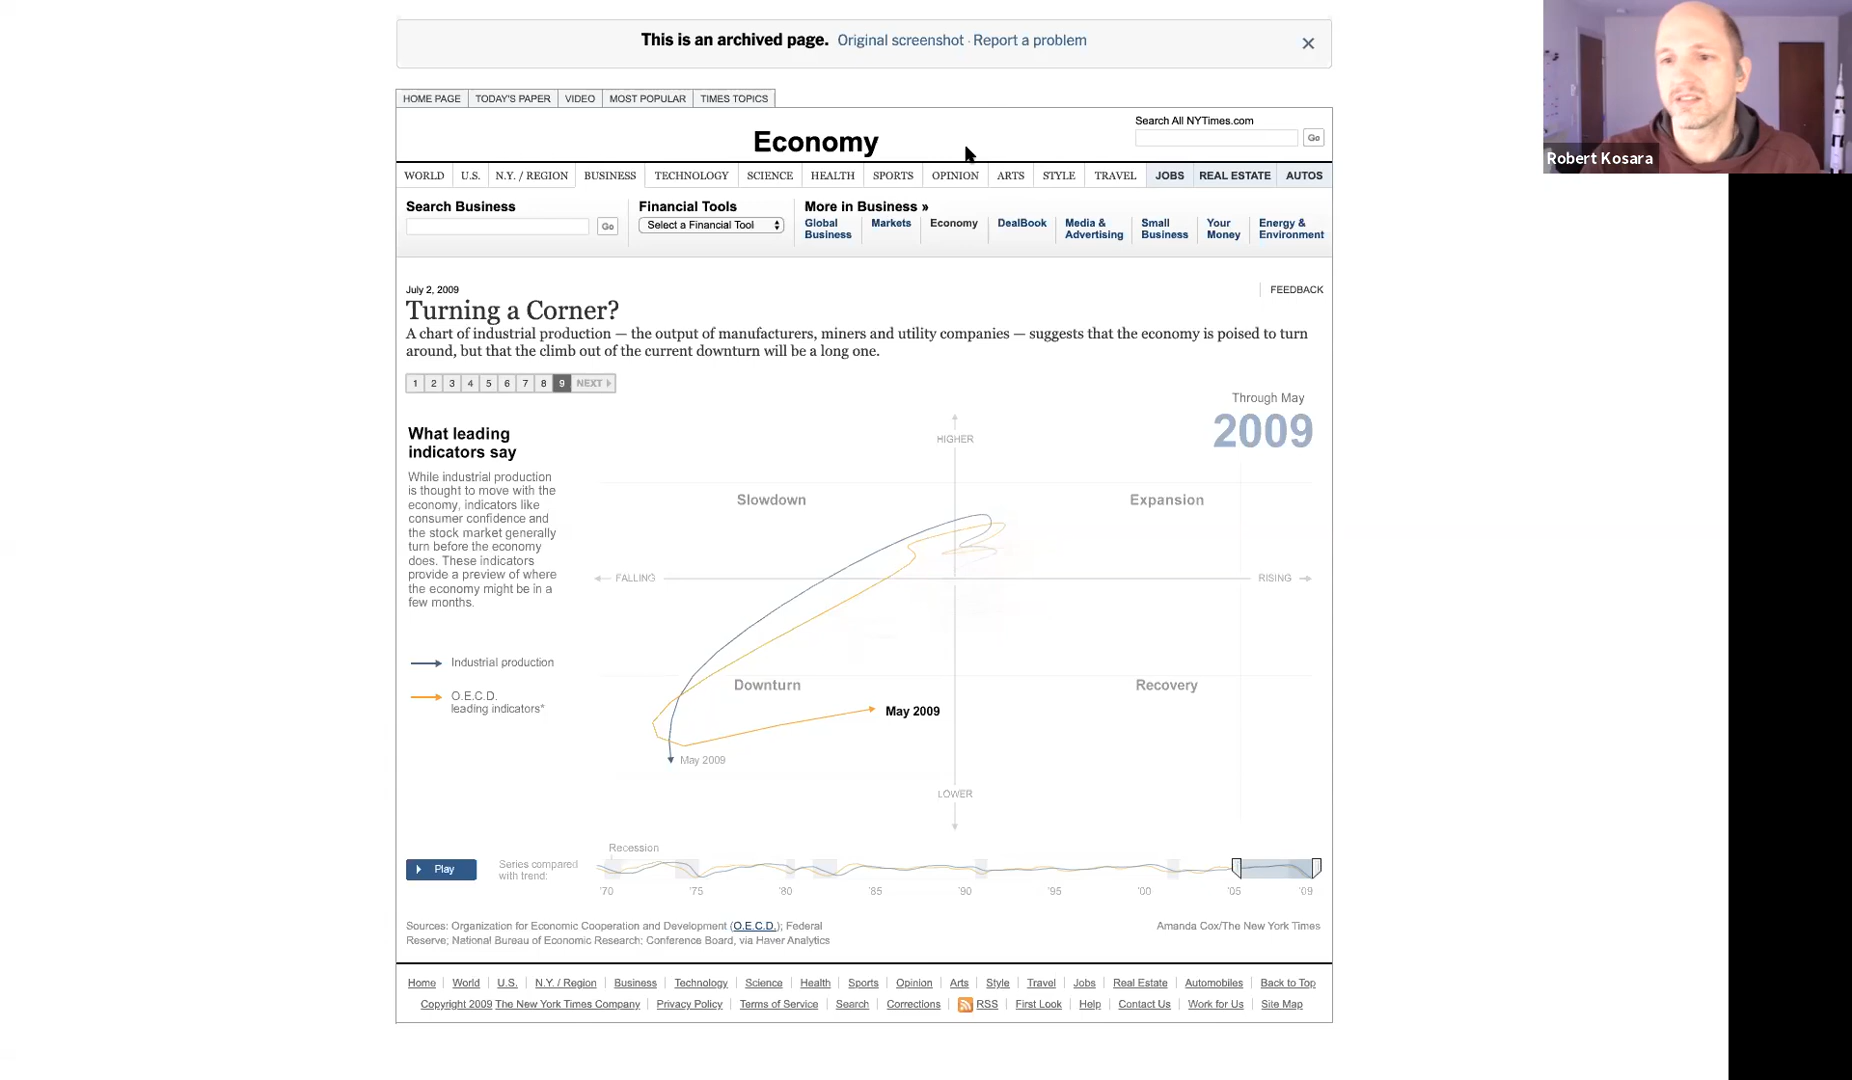 This is an archived page. Original screenshot · Report a problem
Robert Kosara
HOME PAGE TODAY'S PAPER VIDEO MOST POPULAR TIMES TOPICS
Economy
Search All NYTimes.com
Go
WORLD U.S. N.Y. / REGION BUSINESS TECHNOLOGY SCIENCE HEALTH SPORTS OPINION ARTS STYLE TRAVEL JOBS REAL ESTATE AUTOS
Search Business
Go
Financial Tools
Select a Financial Tool
More in Business »
Global Business Markets Economy DealBook Media & Advertising Small Business Your Money Energy & Environment
July 2, 2009
FEEDBACK
Turning a Corner?
A chart of industrial production — the output of manufacturers, miners and utility companies — suggests that the economy is poised to turn
around, but that the climb out of the current downturn will be a long one.
1 2 3 4 5 6 7 8 9 NEXT
Through May
2009
What leading
indicators say
While industrial production
is thought to move with the
economy, indicators like
consumer confidence and
the stock market generally
turn before the economy
does. These indicators
provide a preview of where
the economy might be in a
few months.
Industrial production
O.E.C.D.
leading indicators*
HIGHER
Slowdown
Expansion
FALLING
RISING
Downturn
Recovery
May 2009
May 2009
LOWER
Recession
Play
Series compared
with trend:
'70 '75 '80 '85 '90 '95 '00 '05 '09
Sources: Organization for Economic Cooperation and Development (O.E.C.D.); Federal
Reserve; National Bureau of Economic Research; Conference Board, via Haver Analytics
Amanda Cox/The New York Times
Home World U.S. N.Y. / Region Business Technology Science Health Sports Opinion Arts Style Travel Jobs Real Estate Automobiles Back to Top
Copyright 2009 The New York Times Company Privacy Policy Terms of Service Search Corrections RSS First Look Help Contact Us Work for Us Site Map